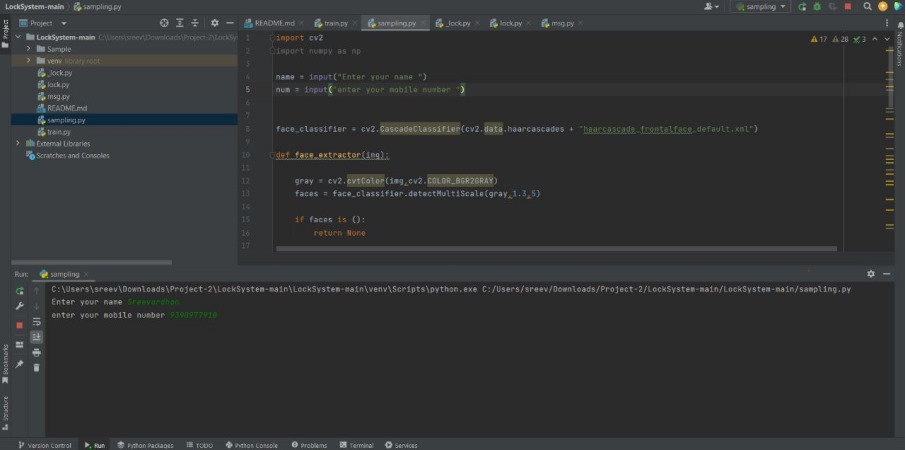 LockSystem-main
sampling.py
sampling
Project
README.md
train.py
sampling.py
_lock.py
lock.py
msg.py
LockSystem-main
Sample
venv library root
_lock.py
lock.py
msg.py
README.md
sampling.py
train.py
External Libraries
Scratches and Consoles
17 28 3
1 import cv2
2 import numpy as np
3
4 name = input("Enter your name ")
5 num = input("enter your mobile number ")
6
7
8 face_classifier = cv2.CascadeClassifier(cv2.data.haarcascades + "haarcascade_frontalface_default.xml")
9
10 def face_extractor(img):
11
12 gray = cv2.cvtColor(img,cv2.COLOR_BGR2GRAY)
13 faces = face_classifier.detectMultiScale(gray,1.3,5)
14
15 if faces is ():
16 return None
17
Project
Notifications
Run: sampling
C:\Users\sreev\Downloads\Project-2\LockSystem-main\LockSystem-main\venv\Scripts\python.exe C:/Users/sreev/Downloads/Project-2/LockSystem-main/LockSystem-main/sampling.py
Enter your name Sreevardhan
enter your mobile number
Bookmarks
Structure
Version Control Run Python Packages TODO Python Console Problems Terminal Services